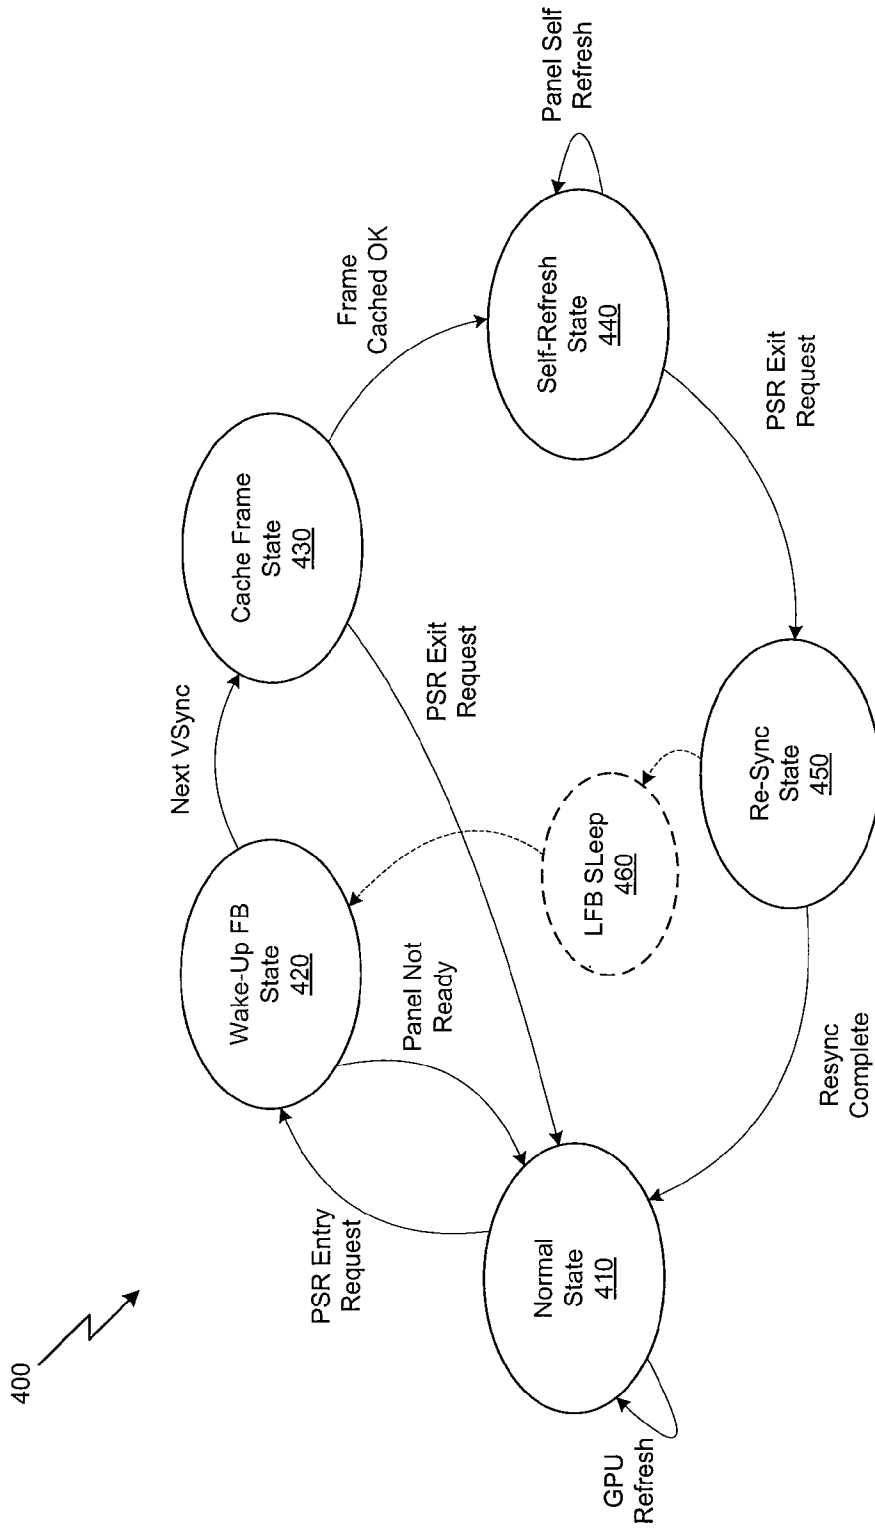 400
Next VSync
Frame
Cached OK
Cache Frame
State
430
Wake-Up FB
State
420
PSR Entry
Request
Panel Not
Ready
PSR Exit
Request
Panel Self
Refresh
Self-Refresh
State
440
LFB SLeep
460
Normal
State
410
GPU
Refresh
PSR Exit
Request
Re-Sync
State
450
Resync
Complete